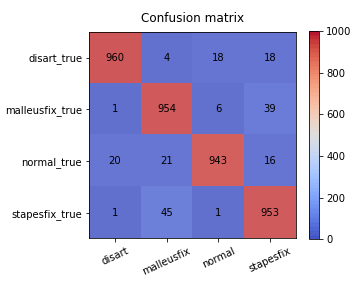 Confusion matrix
disart_true 960 4 18 18
malleusfix_true 1 954 6 39
normal_true 20 21 943 16
stapesfix_true 1 45 1 953
disart malleusfix normal stapesfix
1000
800
600
400
200
0